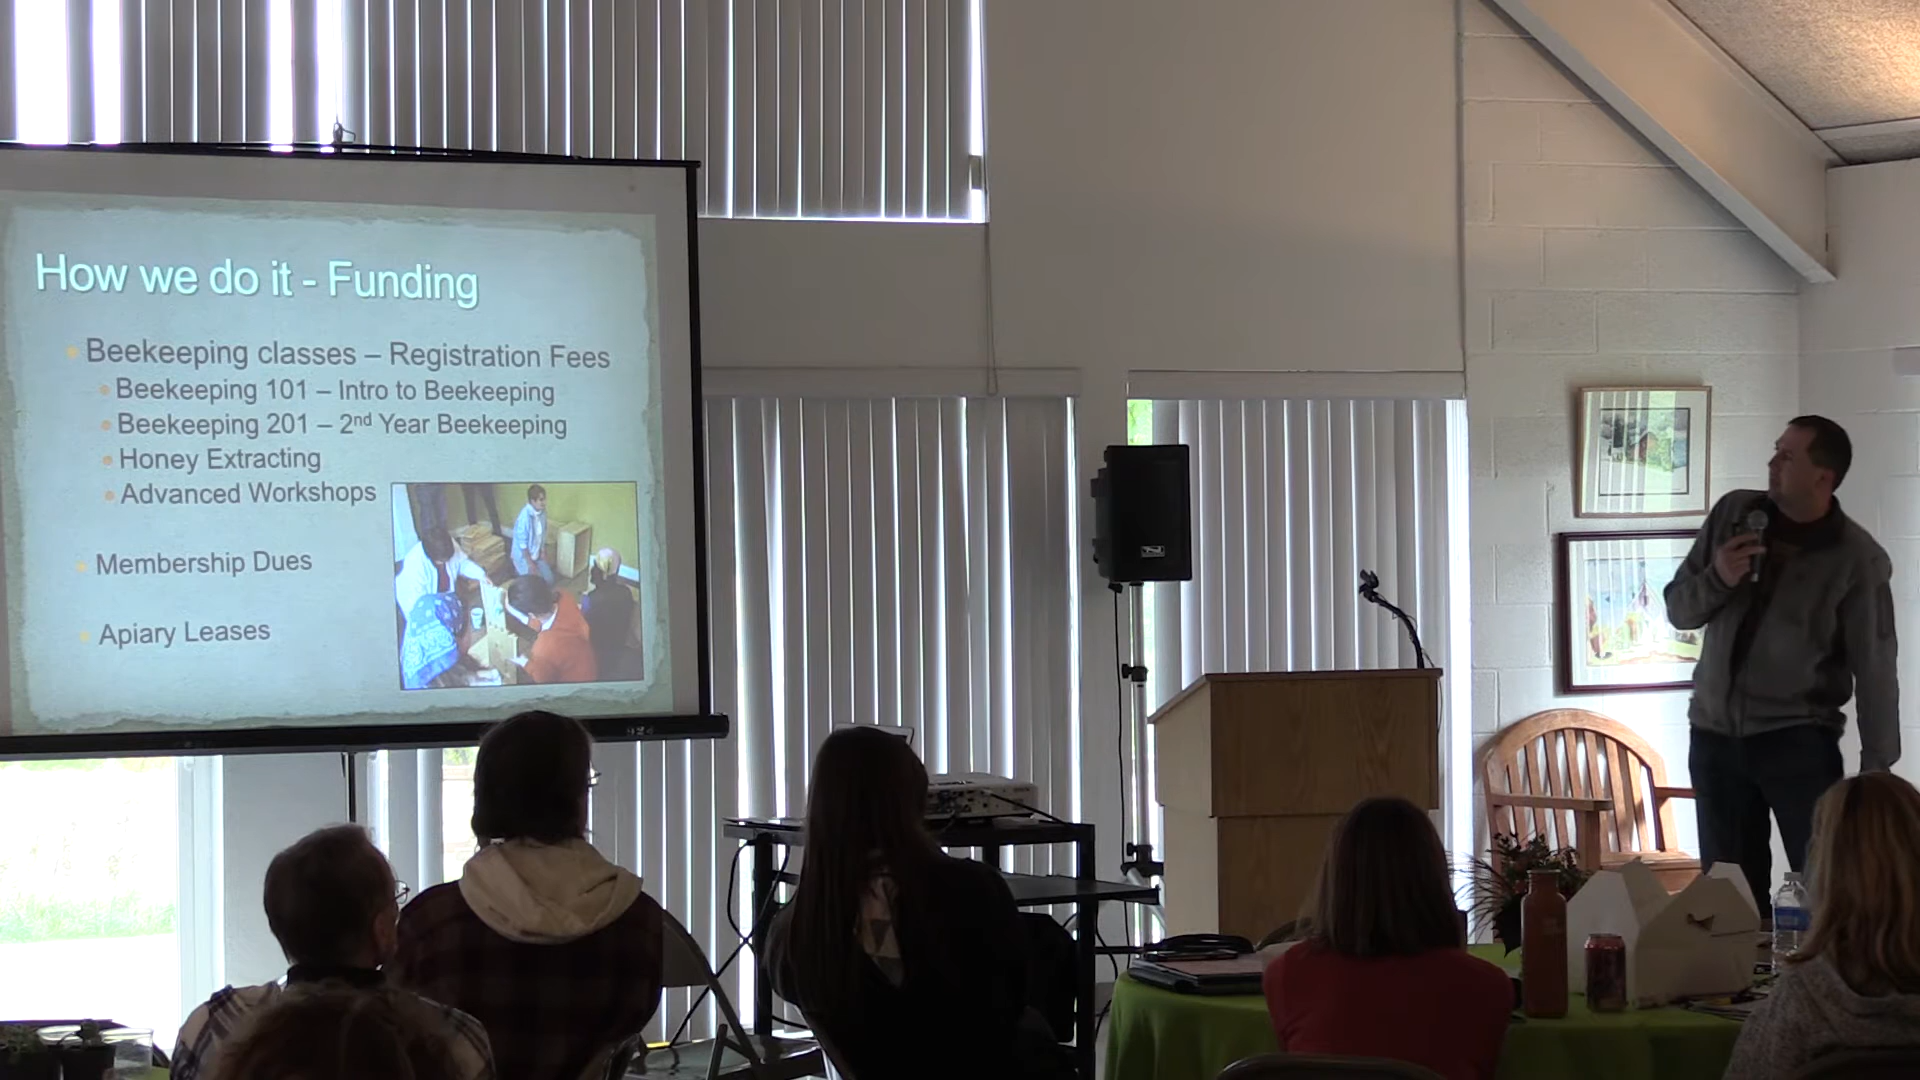 How we do it - Funding
Beekeeping classes – Registration Fees
Beekeeping 101 – Intro to Beekeeping
Beekeeping 201 – 2nd Year Beekeeping
Honey Extracting
Advanced Workshops
Membership Dues
Apiary Leases